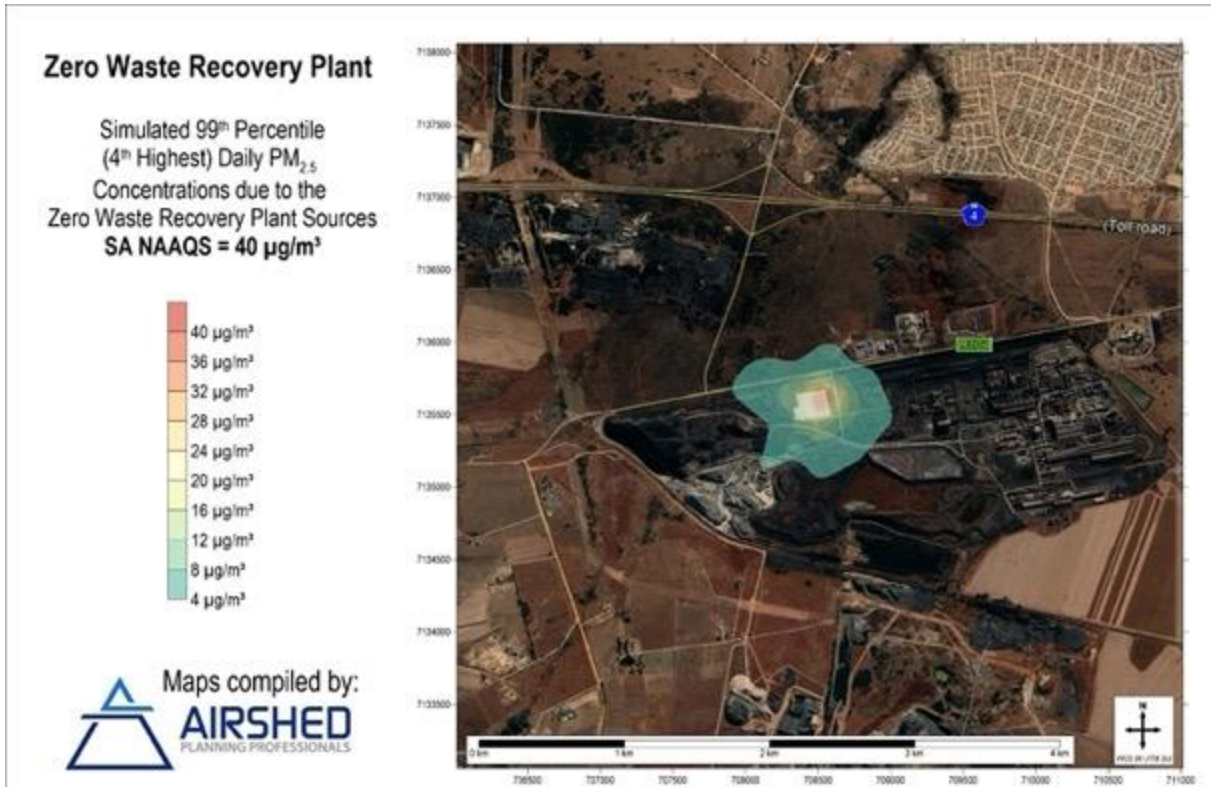 Zero Waste Recovery Plant
Simulated 99th Percentile
(4th Highest) Daily PM2.5
Concentrations due to the
Zero Waste Recovery Plant Sources
SA NAAQS = 40 µg/m³
40 µg/m³
36 µg/m³
32 µg/m³
28 µg/m³
24 µg/m³
20 µg/m³
16 µg/m³
12 µg/m³
8 µg/m³
4 µg/m³
Maps compiled by:
AIRSHED
PLANNING PROFESSIONALS
7138000
7137500
7137000
7136500
7136000
7135500
7135000
7134500
7134000
7133500
N
4
(Toll road)
0 km
1 km
2 km
3 km
4 km
N
706500
707000
707500
708000
708500
709000
709500
710000
710500
711000